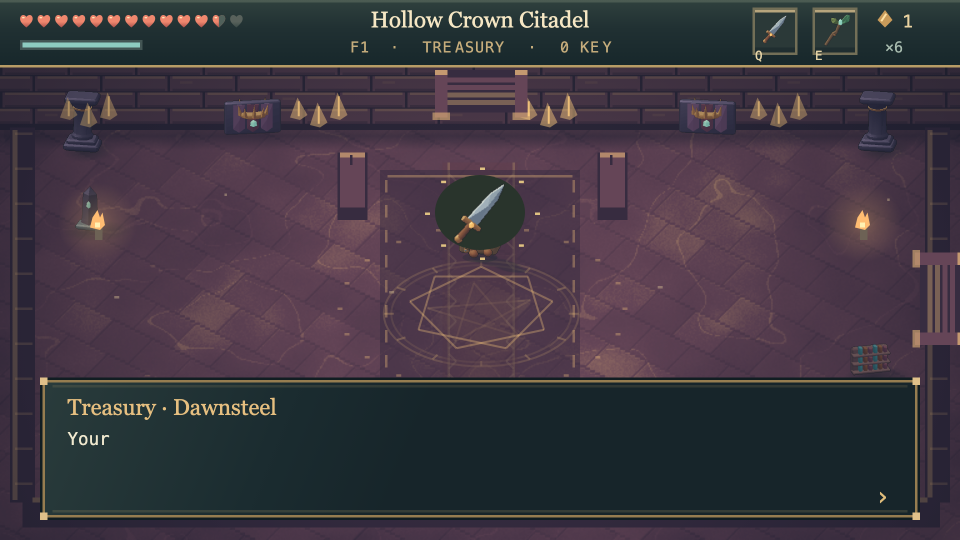 Hollow Crown Citadel
F1 · TREASURY · 0 KEY
Q
E
1
×6
Treasury · Dawnsteel
Your
›